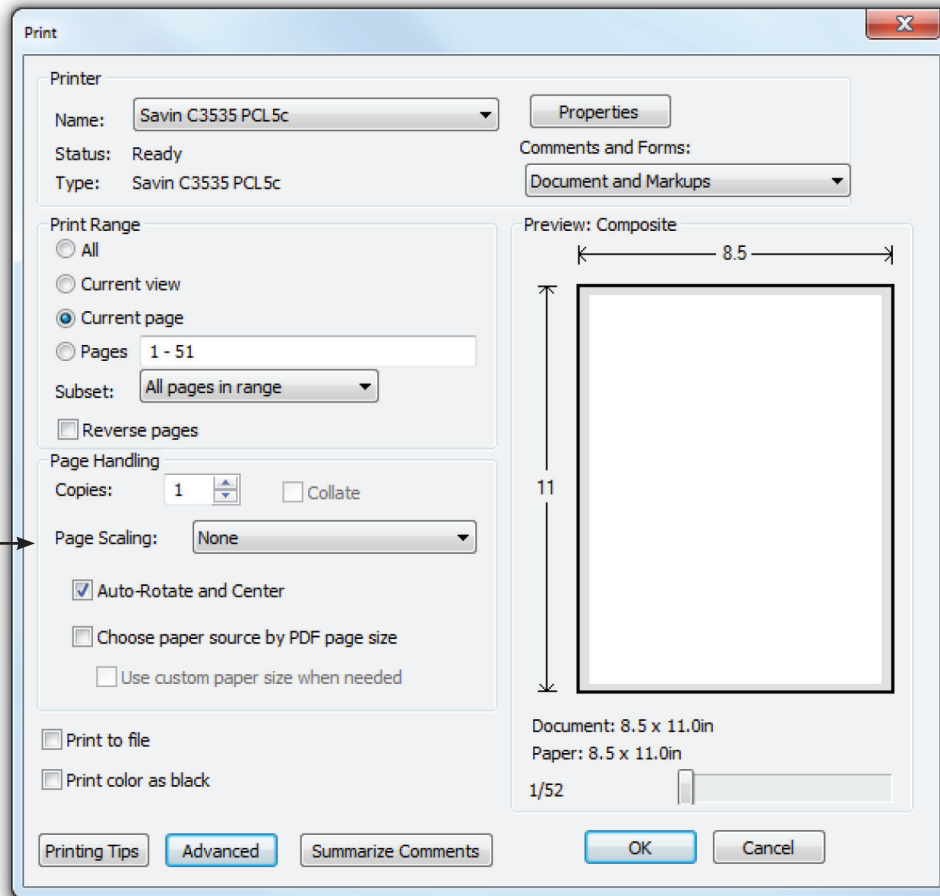 Print
Printer
Name: Savin C3535 PCL5c Properties
Status: Ready Comments and Forms:
Type: Savin C3535 PCL5c Document and Markups
Print Range
All
Current view
Current page
Pages 1 - 51
Subset: All pages in range
Reverse pages
Page Handling
Copies: 1 Collate
Page Scaling: None
Auto-Rotate and Center
Choose paper source by PDF page size
Use custom paper size when needed
Print to file
Print color as black
Preview: Composite
8.5
11
Document: 8.5 x 11.0in
Paper: 8.5 x 11.0in
1/52
Printing Tips Advanced Summarize Comments OK Cancel